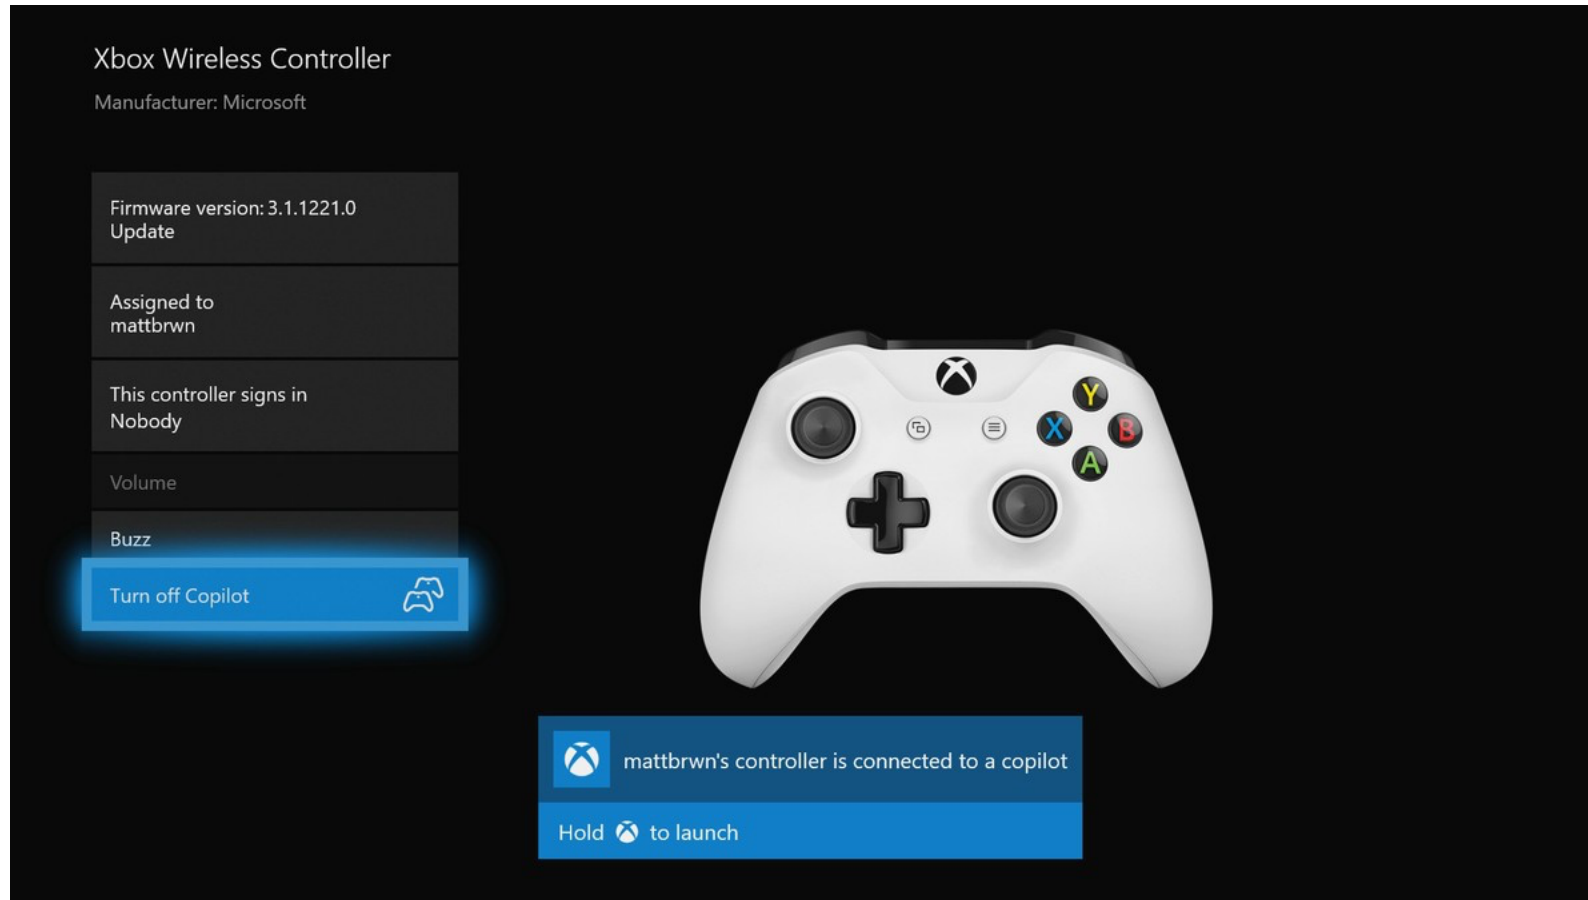 Xbox Wireless Controller
Manufacturer: Microsoft
Firmware version: 3.1.1221.0
Update
Assigned to
mattbrwn
This controller signs in
Nobody
Volume
Buzz
Turn off Copilot
Y
X
B
A
mattbrwn's controller is connected to a copilot
Hold to launch